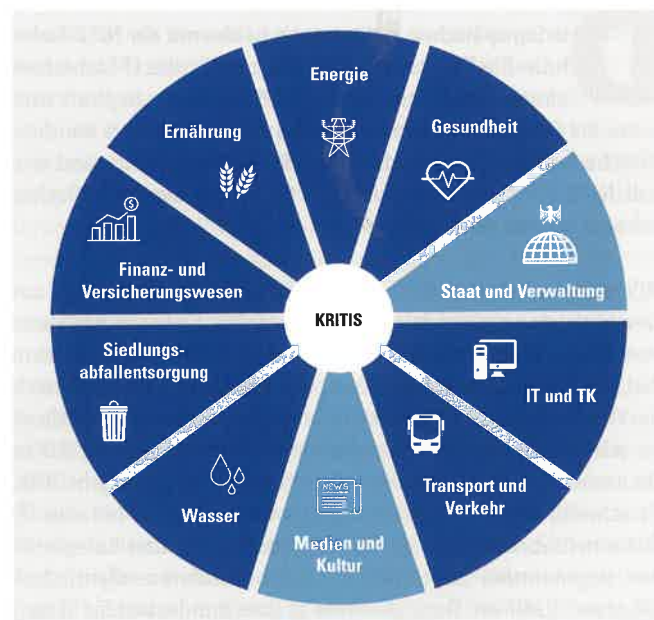 Energie
Gesundheit
Staat und Verwaltung
IT und TK
Transport und
Verkehr
Medien und
Kultur
NEWS
Wasser
Siedlungs-
abfallentsorgung
Finanz- und
Versicherungswesen
$
Ernährung
KRITIS